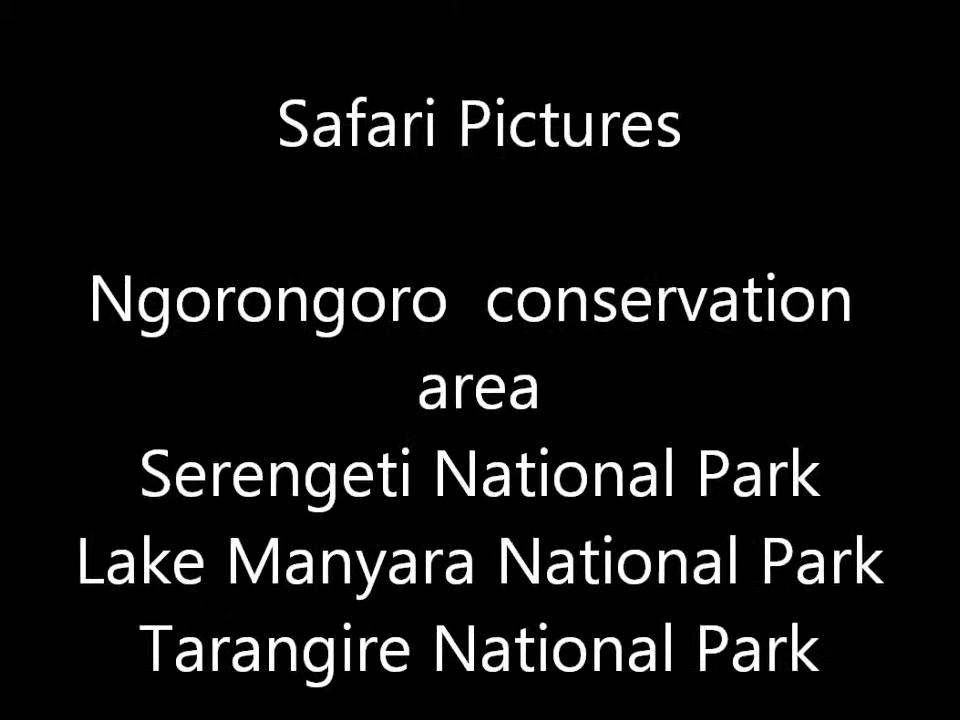 Safari Pictures
Ngorongoro  conservation
area
Serengeti National Park
Lake Manyara National Park
Tarangire National Park